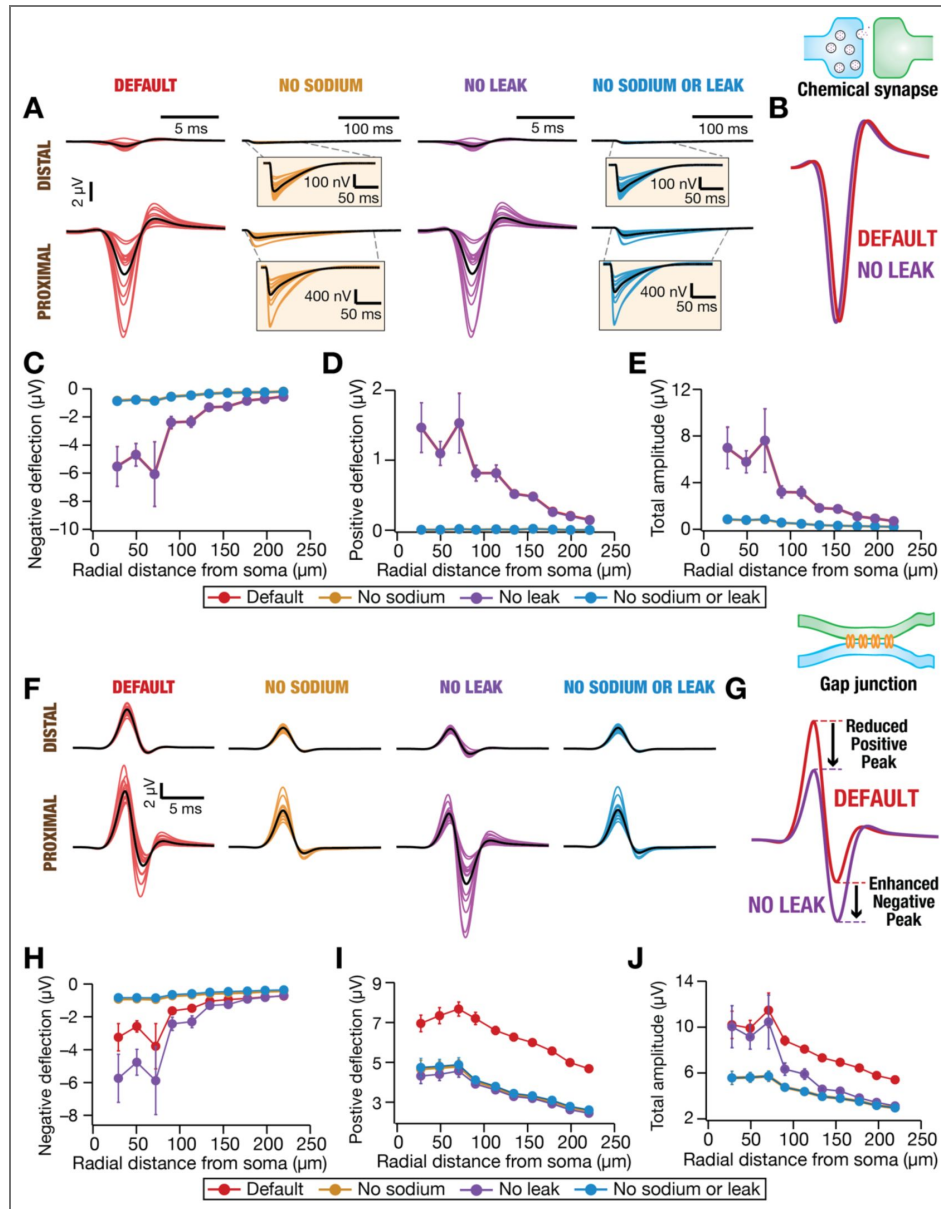 Chemical synapse
DEFAULT
NO SODIUM
NO LEAK
NO SODIUM OR LEAK
A
5 ms
100 ms
5 ms
100 ms
B
DISTAL
100 nV
50 ms
100 nV
50 ms
2 µV
PROXIMAL
400 nV
50 ms
400 nV
50 ms
DEFAULT
NO LEAK
C
Negative deflection (µV)
0
−2
−4
−6
−8
−10
0 50 100 150 200 250
Radial distance from soma (µm)
D
Positive deflection (µV)
2
1
0
0 50 100 150 200 250
Radial distance from soma (µm)
E
Total amplitude (µV)
12
8
4
0
0 50 100 150 200 250
Radial distance from soma (µm)
Default No sodium No leak No sodium or leak
Gap junction
F
DEFAULT
NO SODIUM
NO LEAK
NO SODIUM OR LEAK
G
DISTAL
PROXIMAL
2 µV
5 ms
Reduced
Positive
Peak
DEFAULT
NO LEAK
Enhanced
Negative
Peak
H
Negative deflection (µV)
0
−2
−4
−6
−8
0 50 100 150 200 250
Radial distance from soma (µm)
I
Postive deflection (µV)
9
7
5
3
0 50 100 150 200 250
Radial distance from soma (µm)
J
Total amplitude (µV)
14
10
6
2
0 50 100 150 200 250
Radial distance from soma (µm)
Default No sodium No leak No sodium or leak